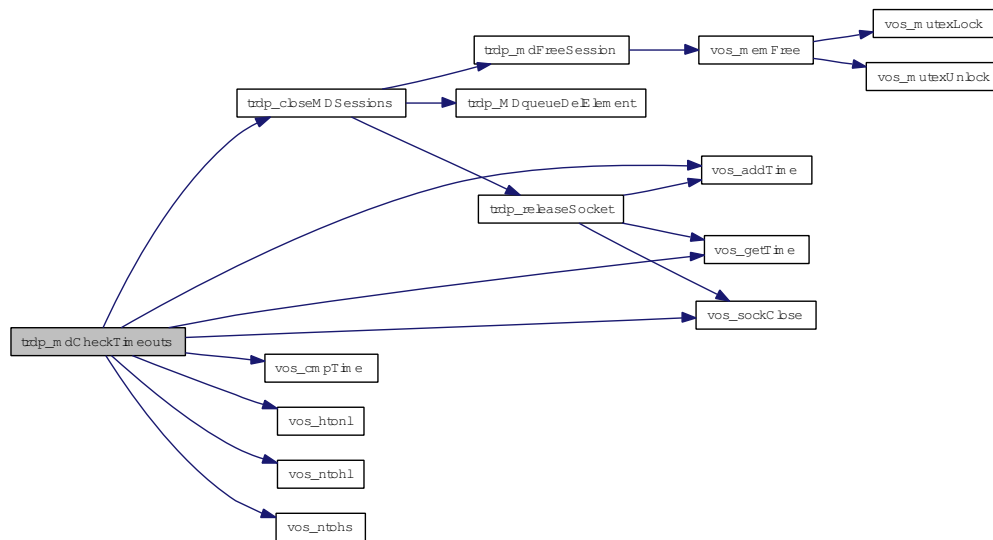 vos_mutexLock
trdp_mdFreeSession
vos_memFree
vos_mutexUnlock
trdp_closeMDSessions
trdp_MDqueueDelElement
vos_addTime
trdp_releaseSocket
vos_getTime
vos_sockClose
trdp_mdCheckTimeouts
vos_cmpTime
vos_htonl
vos_ntohl
vos_ntohs